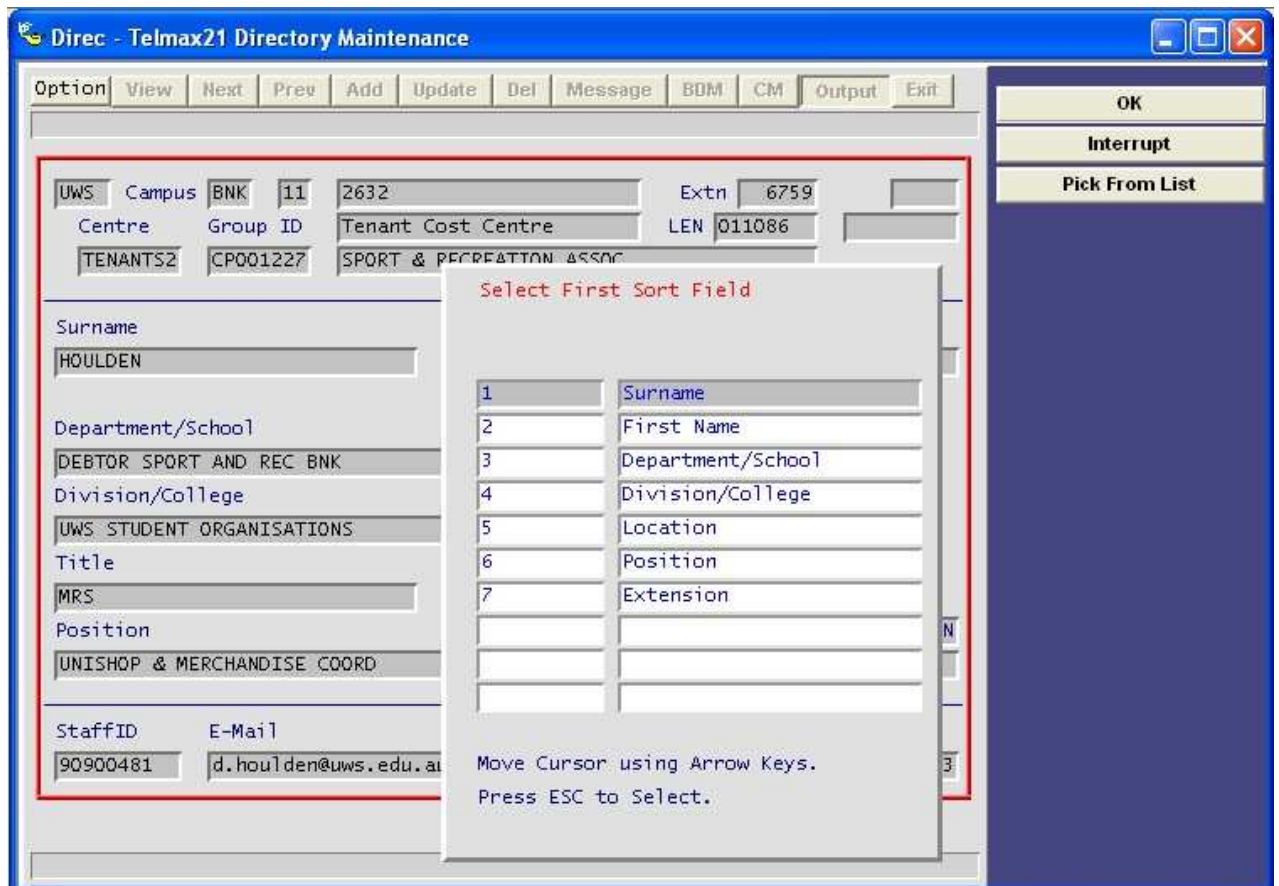 Direc - Telmax21 Directory Maintenance
Option View Next Prev Add Update Del Message BDM CM Output Exit
OK
Interrupt
Pick From List
UWS Campus BNK 11 2632 Extn 6759
Centre Group ID Tenant Cost Centre LEN 011086
TENANTS2 CP001227 SPORT & RECREATION ASSOC
Select First Sort Field
Surname
HOULDEN
1 Surname
2 First Name
Department/School
3 Department/School
DEBTOR SPORT AND REC BNK
4 Division/College
Division/College
UWS STUDENT ORGANISATIONS
5 Location
Title
6 Position
MRS
7 Extension
Position
N
UNISHOP & MERCHANDISE COORD
StaffID E-Mail
90900481 d.houlden@uws.edu.au
3
Move Cursor using Arrow Keys.
Press ESC to Select.